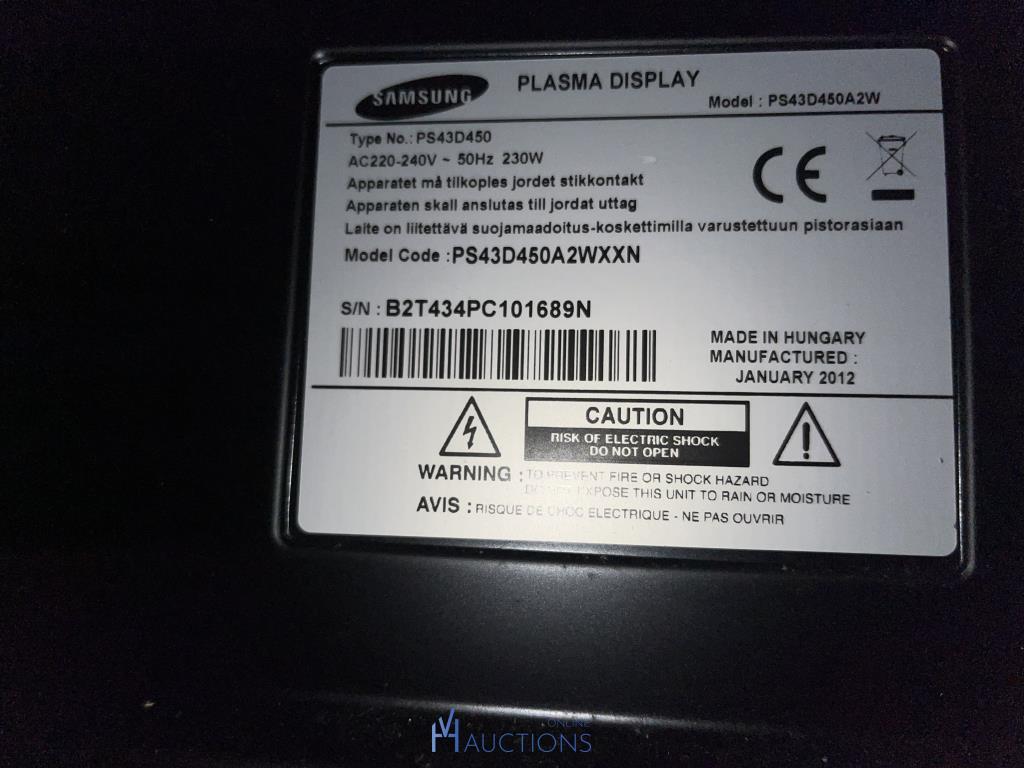 SAMSUNG
PLASMA DISPLAY
Model : PS43D450A2W
Type No.: PS43D450
AC220-240V ~ 50Hz 230W
Apparatet må tilkoples jordet stikkontakt
Apparaten skall anslutas till jordat uttag
Laite on liitettävä suojamaadoitus-koskettimilla varustettuun pistorasiaan
Model Code :PS43D450A2WXXN
S/N : B2T434PC101689N
MADE IN HUNGARY
MANUFACTURED :
JANUARY 2012
CE
CAUTION
RISK OF ELECTRIC SHOCK
DO NOT OPEN
WARNING : TO PREVENT FIRE OR SHOCK HAZARD
EXPOSE THIS UNIT TO RAIN OR MOISTURE
AVIS : RISQUE DE CHOC ELECTRIQUE - NE PAS OUVRIR
ONLINE
AUCTIONS